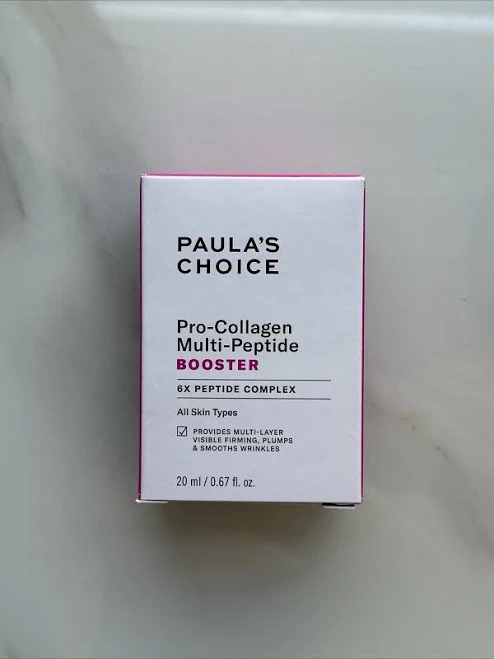 PAULA'S
CHOICE
Pro-Collagen
Multi-Peptide
BOOSTER
6X PEPTIDE COMPLEX
All Skin Types
PROVIDES MULTI-LAYER
VISIBLE FIRMING, PLUMPS
& SMOOTHS WRINKLES
20 ml / 0.67 fl. oz.